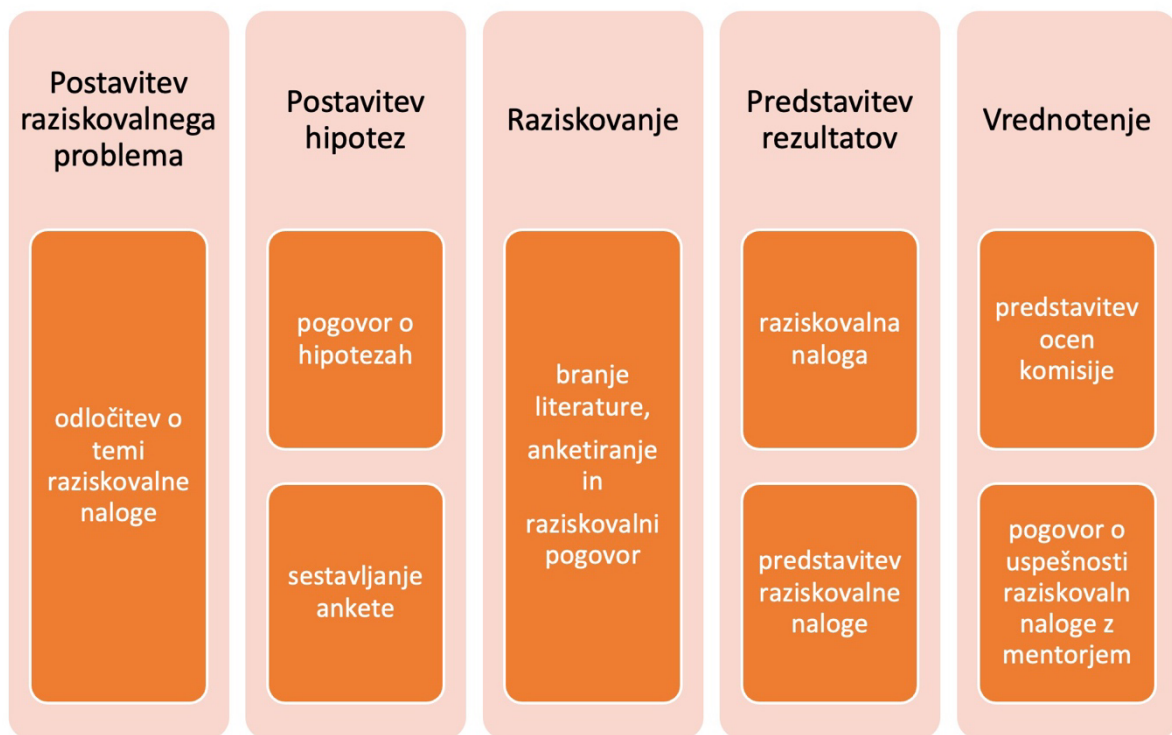 Postavitev
raziskovalnega
problema
odločitev o
temi
raziskovalne
naloge
Postavitev
hipotez
pogovor o
hipotezah
sestavljanje
ankete
Raziskovanje
branje
literature,
anketiranje
in
raziskovalni
pogovor
Predstavitev
rezultatov
raziskovalna
naloga
predstavitev
raziskovalne
naloge
Vrednotenje
predstavitev
ocen
komisije
pogovor o
uspešnosti
raziskovaln
naloge z
mentorjem